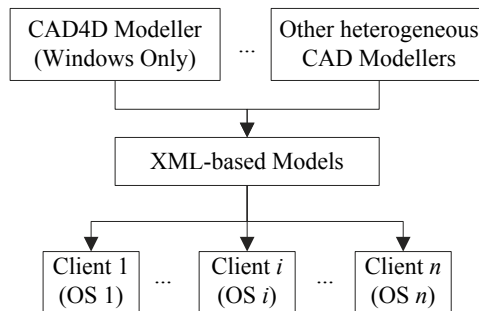 CAD4D Modeller
(Windows Only)
...
Other heterogeneous
CAD Modellers
XML-based Models
Client 1
(OS 1)
...
Client i
(OS i)
...
Client n
(OS n)